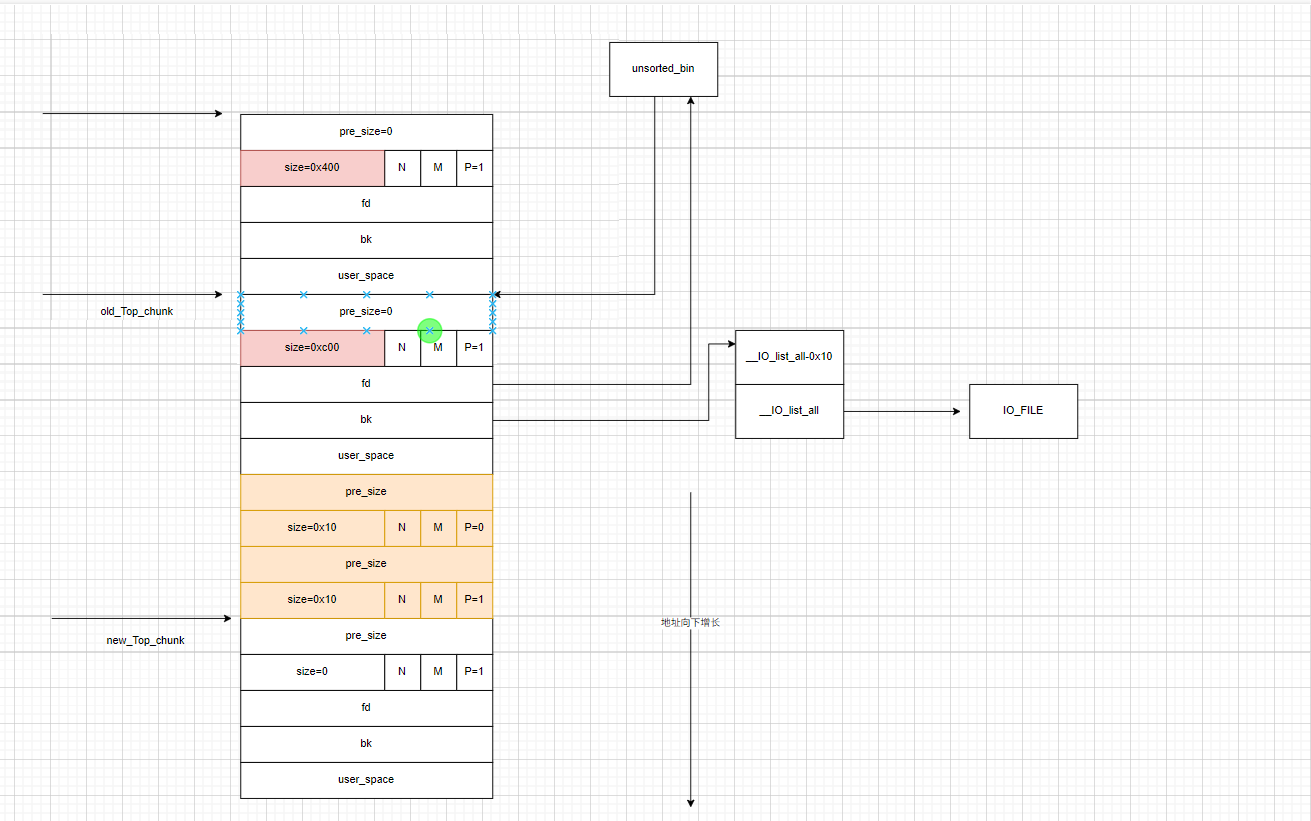 unsorted_bin
pre_size=0
size=0x400 N M P=1
fd
bk
user_space
old_Top_chunk
pre_size=0
size=0xc00 N M P=1
fd
bk
user_space
__IO_list_all-0x10
__IO_list_all
IO_FILE
pre_size
size=0x10 N M P=0
pre_size
size=0x10 N M P=1
new_Top_chunk
pre_size
size=0 N M P=1
fd
bk
user_space
地址向下增长